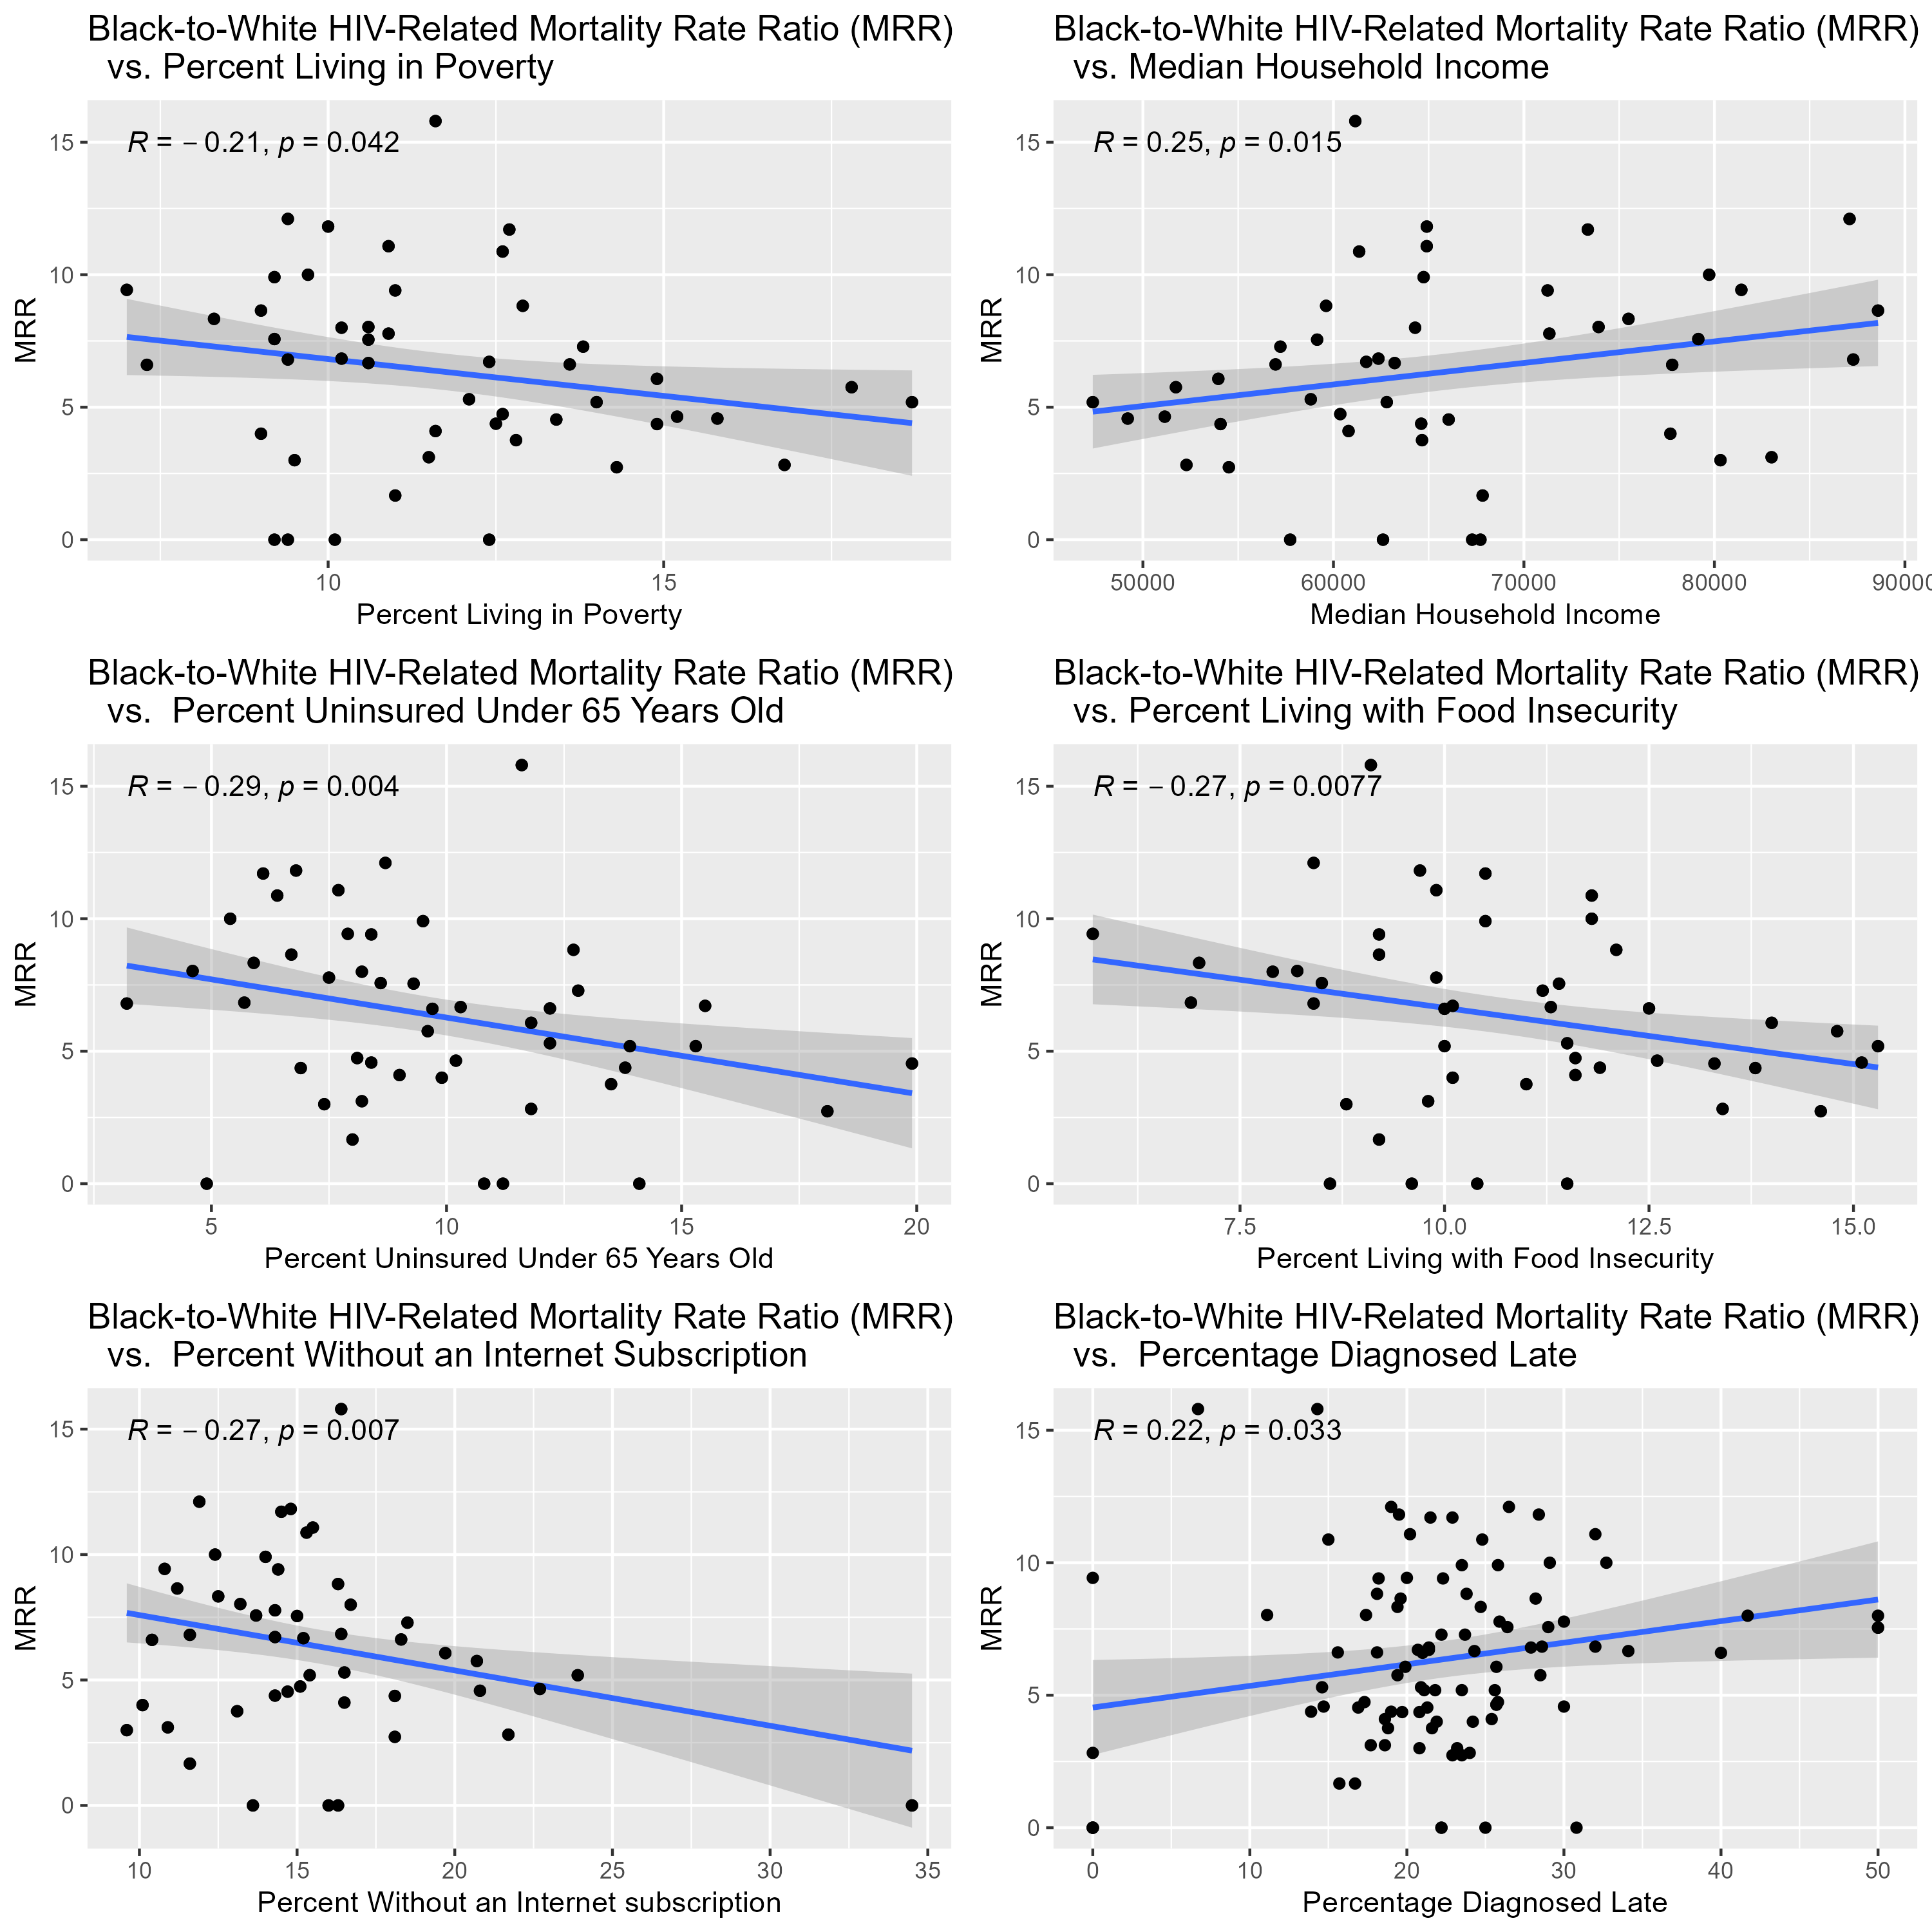 Black-to-White HIV-Related Mortality Rate Ratio (MRR)
vs. Percent Living in Poverty
R = − 0.21, p = 0.042
15
10
5
0
MRR
10 15
Percent Living in Poverty
Black-to-White HIV-Related Mortality Rate Ratio (MRR)
vs. Median Household Income
R = 0.25, p = 0.015
15
10
5
0
MRR
50000 60000 70000 80000 90000
Median Household Income
Black-to-White HIV-Related Mortality Rate Ratio (MRR)
vs. Percent Uninsured Under 65 Years Old
R = − 0.29, p = 0.004
15
10
5
0
MRR
5 10 15 20
Percent Uninsured Under 65 Years Old
Black-to-White HIV-Related Mortality Rate Ratio (MRR)
vs. Percent Living with Food Insecurity
R = − 0.27, p = 0.0077
15
10
5
0
MRR
7.5 10.0 12.5 15.0
Percent Living with Food Insecurity
Black-to-White HIV-Related Mortality Rate Ratio (MRR)
vs. Percent Without an Internet Subscription
R = − 0.27, p = 0.007
15
10
5
0
MRR
10 15 20 25 30 35
Percent Without an Internet subscription
Black-to-White HIV-Related Mortality Rate Ratio (MRR)
vs. Percentage Diagnosed Late
R = 0.22, p = 0.033
15
10
5
0
MRR
0 10 20 30 40 50
Percentage Diagnosed Late